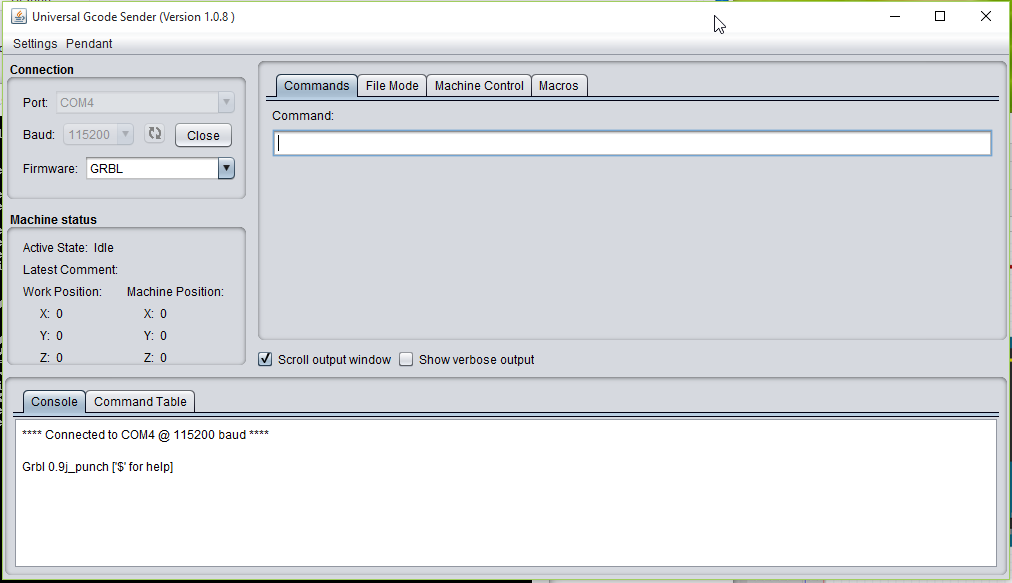 Universal Gcode Sender (Version 1.0.8 )
Settings Pendant
Connection
Port: COM4
Baud: 115200 Close
Firmware: GRBL
Machine status
Active State: Idle
Latest Comment:
Work Position: Machine Position:
X: 0 X: 0
Y: 0 Y: 0
Z: 0 Z: 0
Commands File Mode Machine Control Macros
Command:
Scroll output window Show verbose output
Console Command Table
**** Connected to COM4 @ 115200 baud ****
Grbl 0.9j_punch ['$' for help]